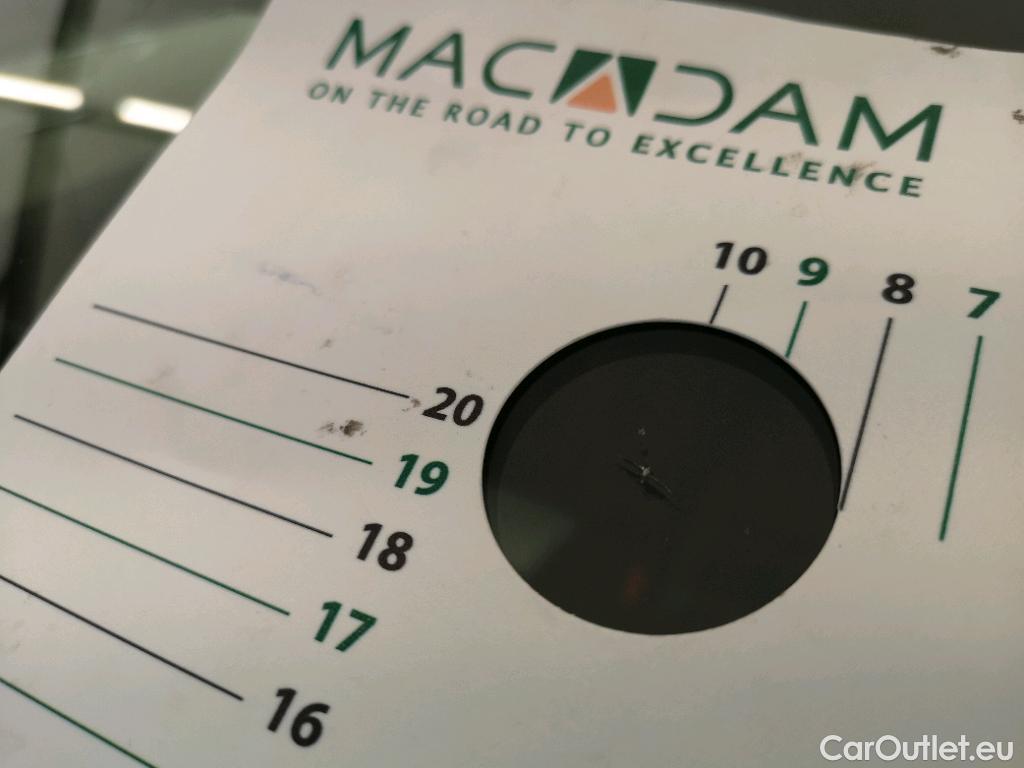 MACADAM
ON THE ROAD TO EXCELLENCE
10 9 8 7
20
19
18
17
16
CarOutlet.eu